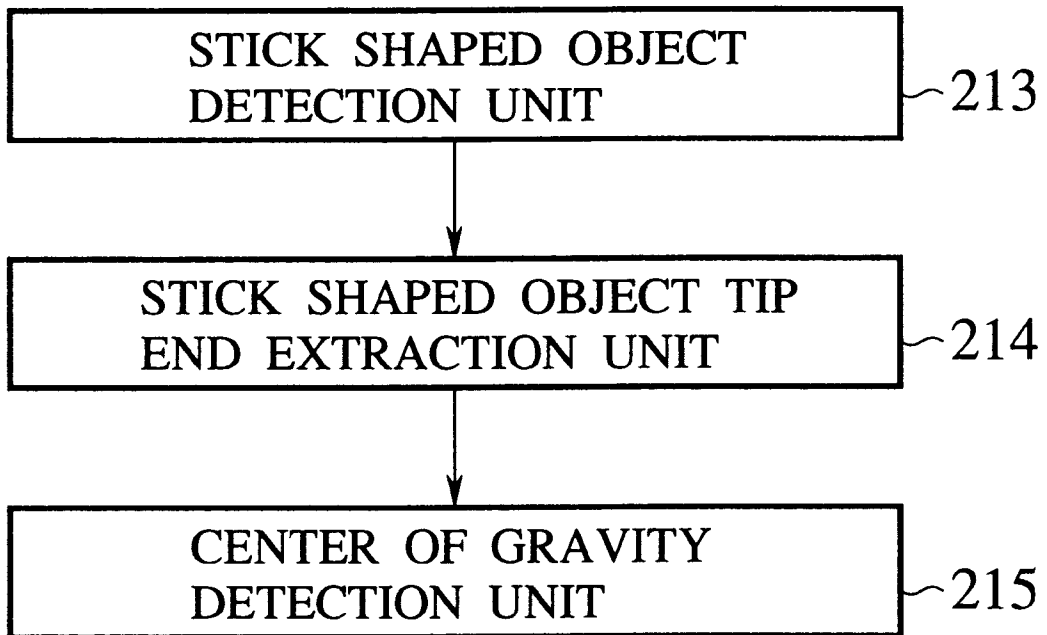 STICK SHAPED OBJECT
DETECTION UNIT
213
STICK SHAPED OBJECT TIP
END EXTRACTION UNIT
214
CENTER OF GRAVITY
DETECTION UNIT
215